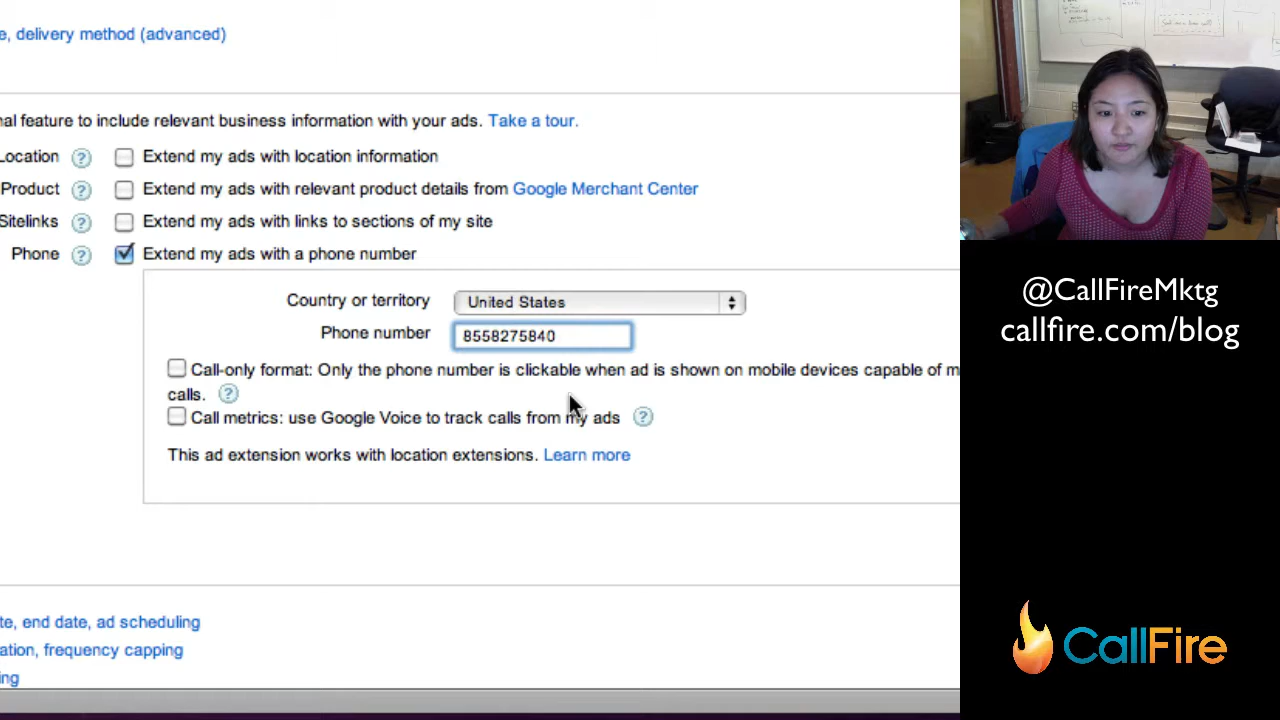 e, delivery method (advanced)
nal feature to include relevant business information with your ads. Take a tour.
Location ? Extend my ads with location information
Product ? Extend my ads with relevant product details from Google Merchant Center
Sitelinks ? Extend my ads with links to sections of my site
Phone ? Extend my ads with a phone number
Country or territory United States
Phone number 8558275840
Call-only format: Only the phone number is clickable when ad is shown on mobile devices capable of m
calls. ?
Call metrics: use Google Voice to track calls from my ads ?
This ad extension works with location extensions. Learn more
te, end date, ad scheduling
ation, frequency capping
ing
@CallFireMktg
callfire.com/blog
CallFire